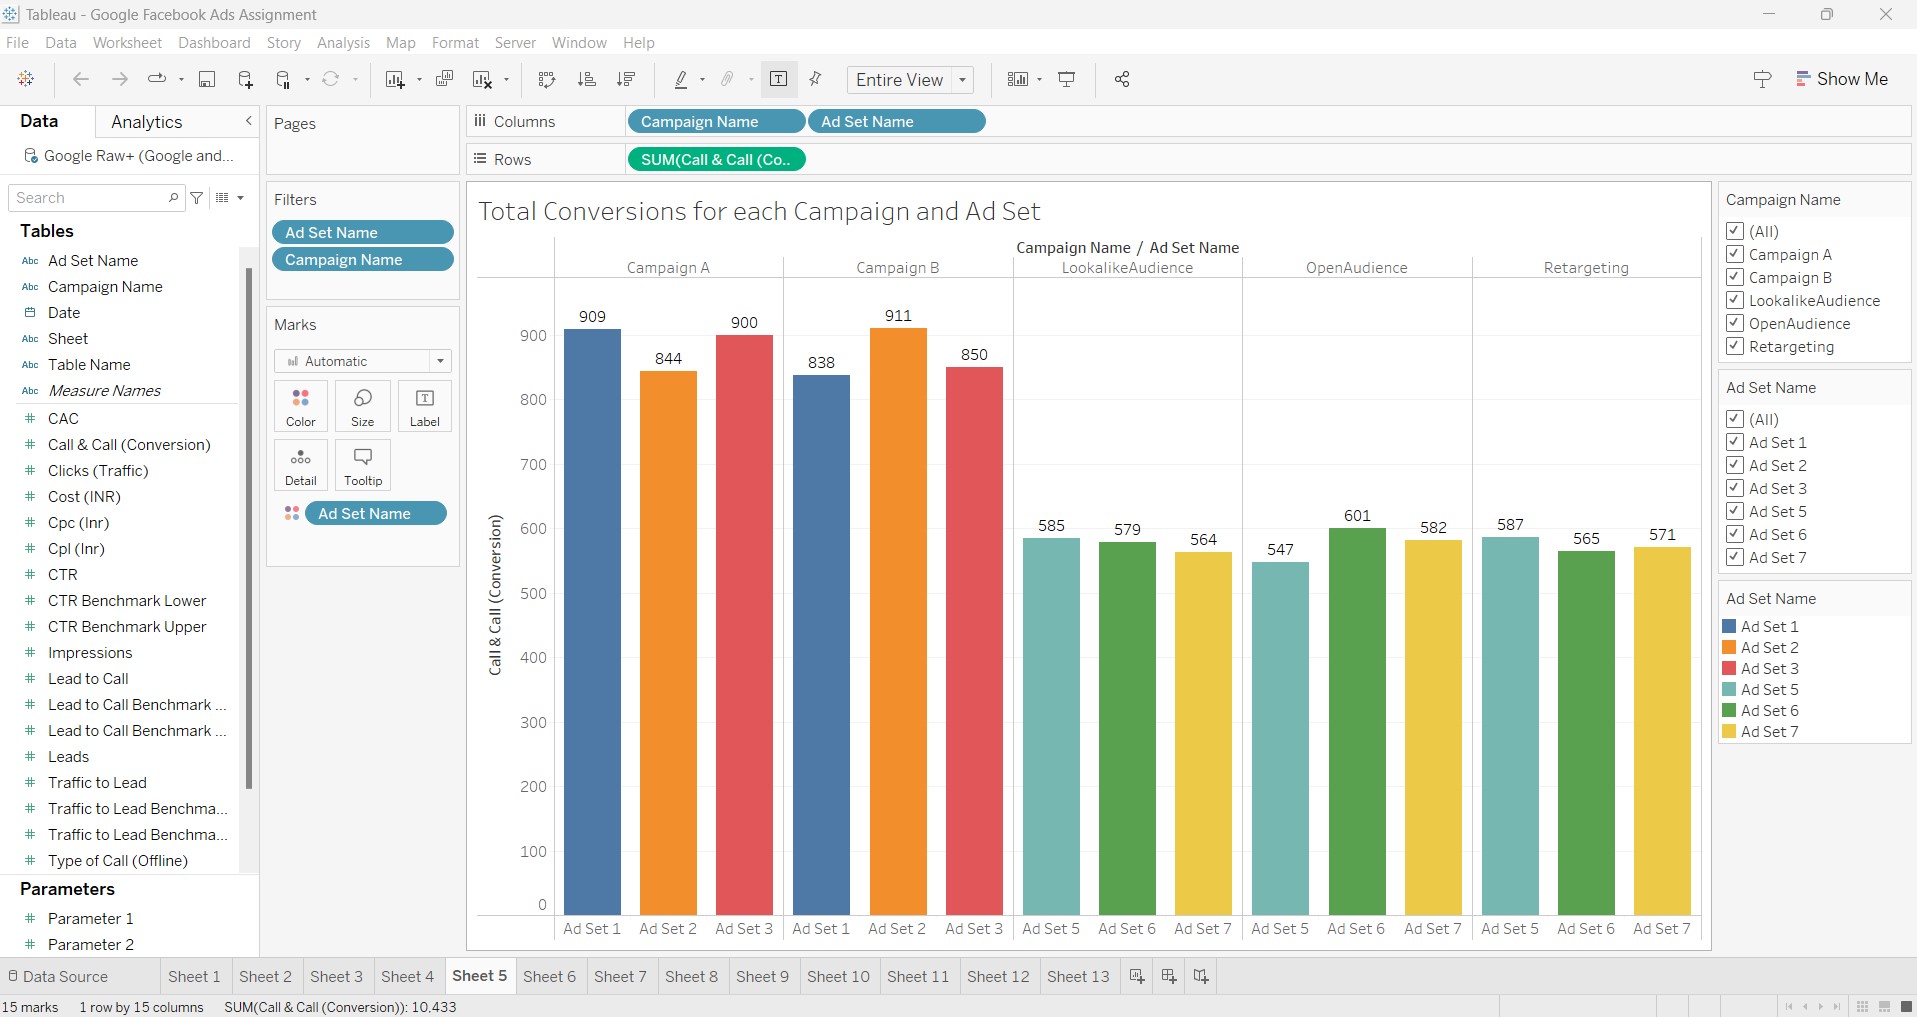 Tableau - Google Facebook Ads Assignment
File Data Worksheet Dashboard Story Analysis Map Format Server Window Help
Entire View
Show Me
Data Analytics
Google Raw+ (Google and...
Search
Tables
Abc Ad Set Name
Abc Campaign Name
Date
Abc Sheet
Abc Table Name
Abc Measure Names
# CAC
# Call & Call (Conversion)
# Clicks (Traffic)
# Cost (INR)
# Cpc (Inr)
# Cpl (Inr)
# CTR
# CTR Benchmark Lower
# CTR Benchmark Upper
# Impressions
# Lead to Call
# Lead to Call Benchmark ...
# Lead to Call Benchmark ...
# Leads
# Traffic to Lead
# Traffic to Lead Benchma...
# Traffic to Lead Benchma...
# Type of Call (Offline)
Parameters
# Parameter 1
# Parameter 2
Pages
Filters
Ad Set Name
Campaign Name
Marks
Automatic
Color Size Label
Detail Tooltip
Ad Set Name
Columns Campaign Name Ad Set Name
Rows SUM(Call & Call (Co..
Total Conversions for each Campaign and Ad Set
Campaign Name / Ad Set Name
Campaign A Campaign B LookalikeAudience OpenAudience Retargeting
Call & Call (Conversion)
900
800
700
600
500
400
300
200
100
0
909 844 900 838 911 850 585 579 564 547 601 582 587 565 571
Ad Set 1 Ad Set 2 Ad Set 3 Ad Set 1 Ad Set 2 Ad Set 3 Ad Set 5 Ad Set 6 Ad Set 7 Ad Set 5 Ad Set 6 Ad Set 7 Ad Set 5 Ad Set 6 Ad Set 7
Campaign Name
(All)
Campaign A
Campaign B
LookalikeAudience
OpenAudience
Retargeting
Ad Set Name
(All)
Ad Set 1
Ad Set 2
Ad Set 3
Ad Set 5
Ad Set 6
Ad Set 7
Ad Set Name
Ad Set 1
Ad Set 2
Ad Set 3
Ad Set 5
Ad Set 6
Ad Set 7
Data Source Sheet 1 Sheet 2 Sheet 3 Sheet 4 Sheet 5 Sheet 6 Sheet 7 Sheet 8 Sheet 9 Sheet 10 Sheet 11 Sheet 12 Sheet 13
15 marks 1 row by 15 columns SUM(Call & Call (Conversion)): 10,433